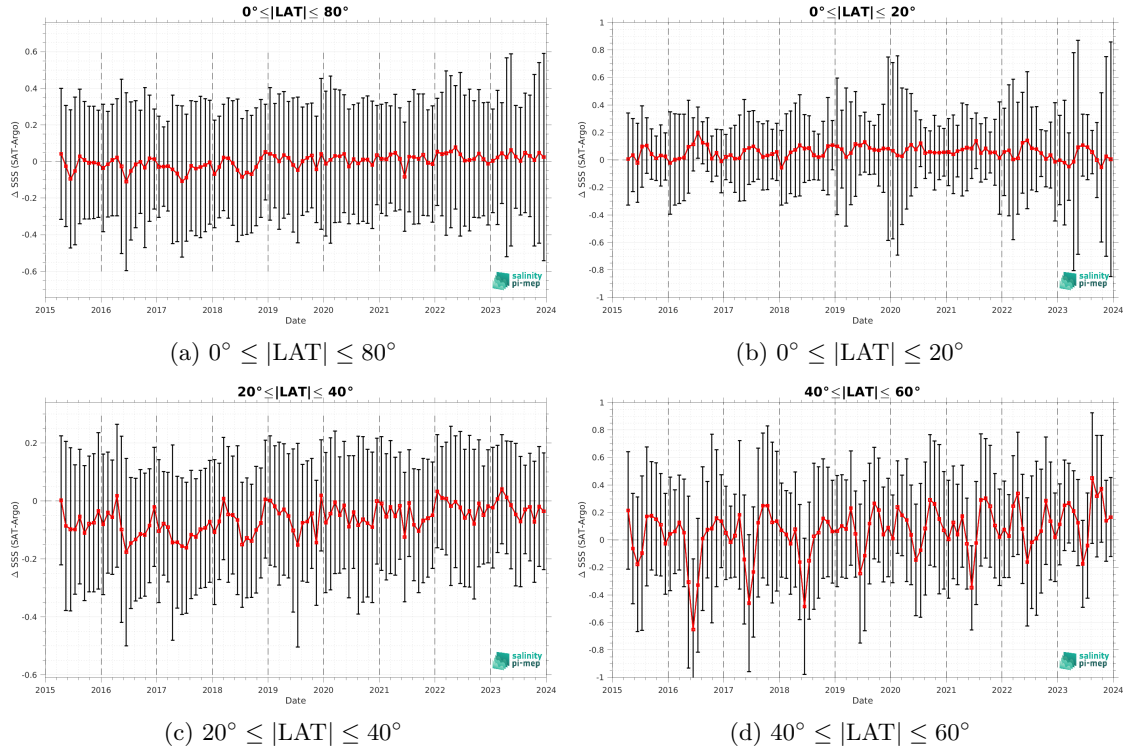 0°≤|LAT|≤ 80°
0.6
0.4
0.2
0
-0.2
-0.4
-0.6
Δ SSS (SAT-Argo)
2015 2016 2017 2018 2019 2020 2021 2022 2023 2024
Date
salinity
pi-mep
(a) 0° ≤ |LAT| ≤ 80°
0°≤|LAT|≤ 20°
1
0.8
0.6
0.4
0.2
0
-0.2
-0.4
-0.6
-0.8
-1
Δ SSS (SAT-Argo)
2015 2016 2017 2018 2019 2020 2021 2022 2023 2024
Date
salinity
pi-mep
(b) 0° ≤ |LAT| ≤ 20°
20°≤|LAT|≤ 40°
0.2
0
-0.2
-0.4
-0.6
Δ SSS (SAT-Argo)
2015 2016 2017 2018 2019 2020 2021 2022 2023 2024
Date
salinity
pi-mep
(c) 20° ≤ |LAT| ≤ 40°
40°≤|LAT|≤ 60°
1
0.8
0.6
0.4
0.2
0
-0.2
-0.4
-0.6
-0.8
-1
Δ SSS (SAT-Argo)
2015 2016 2017 2018 2019 2020 2021 2022 2023 2024
Date
salinity
pi-mep
(d) 40° ≤ |LAT| ≤ 60°